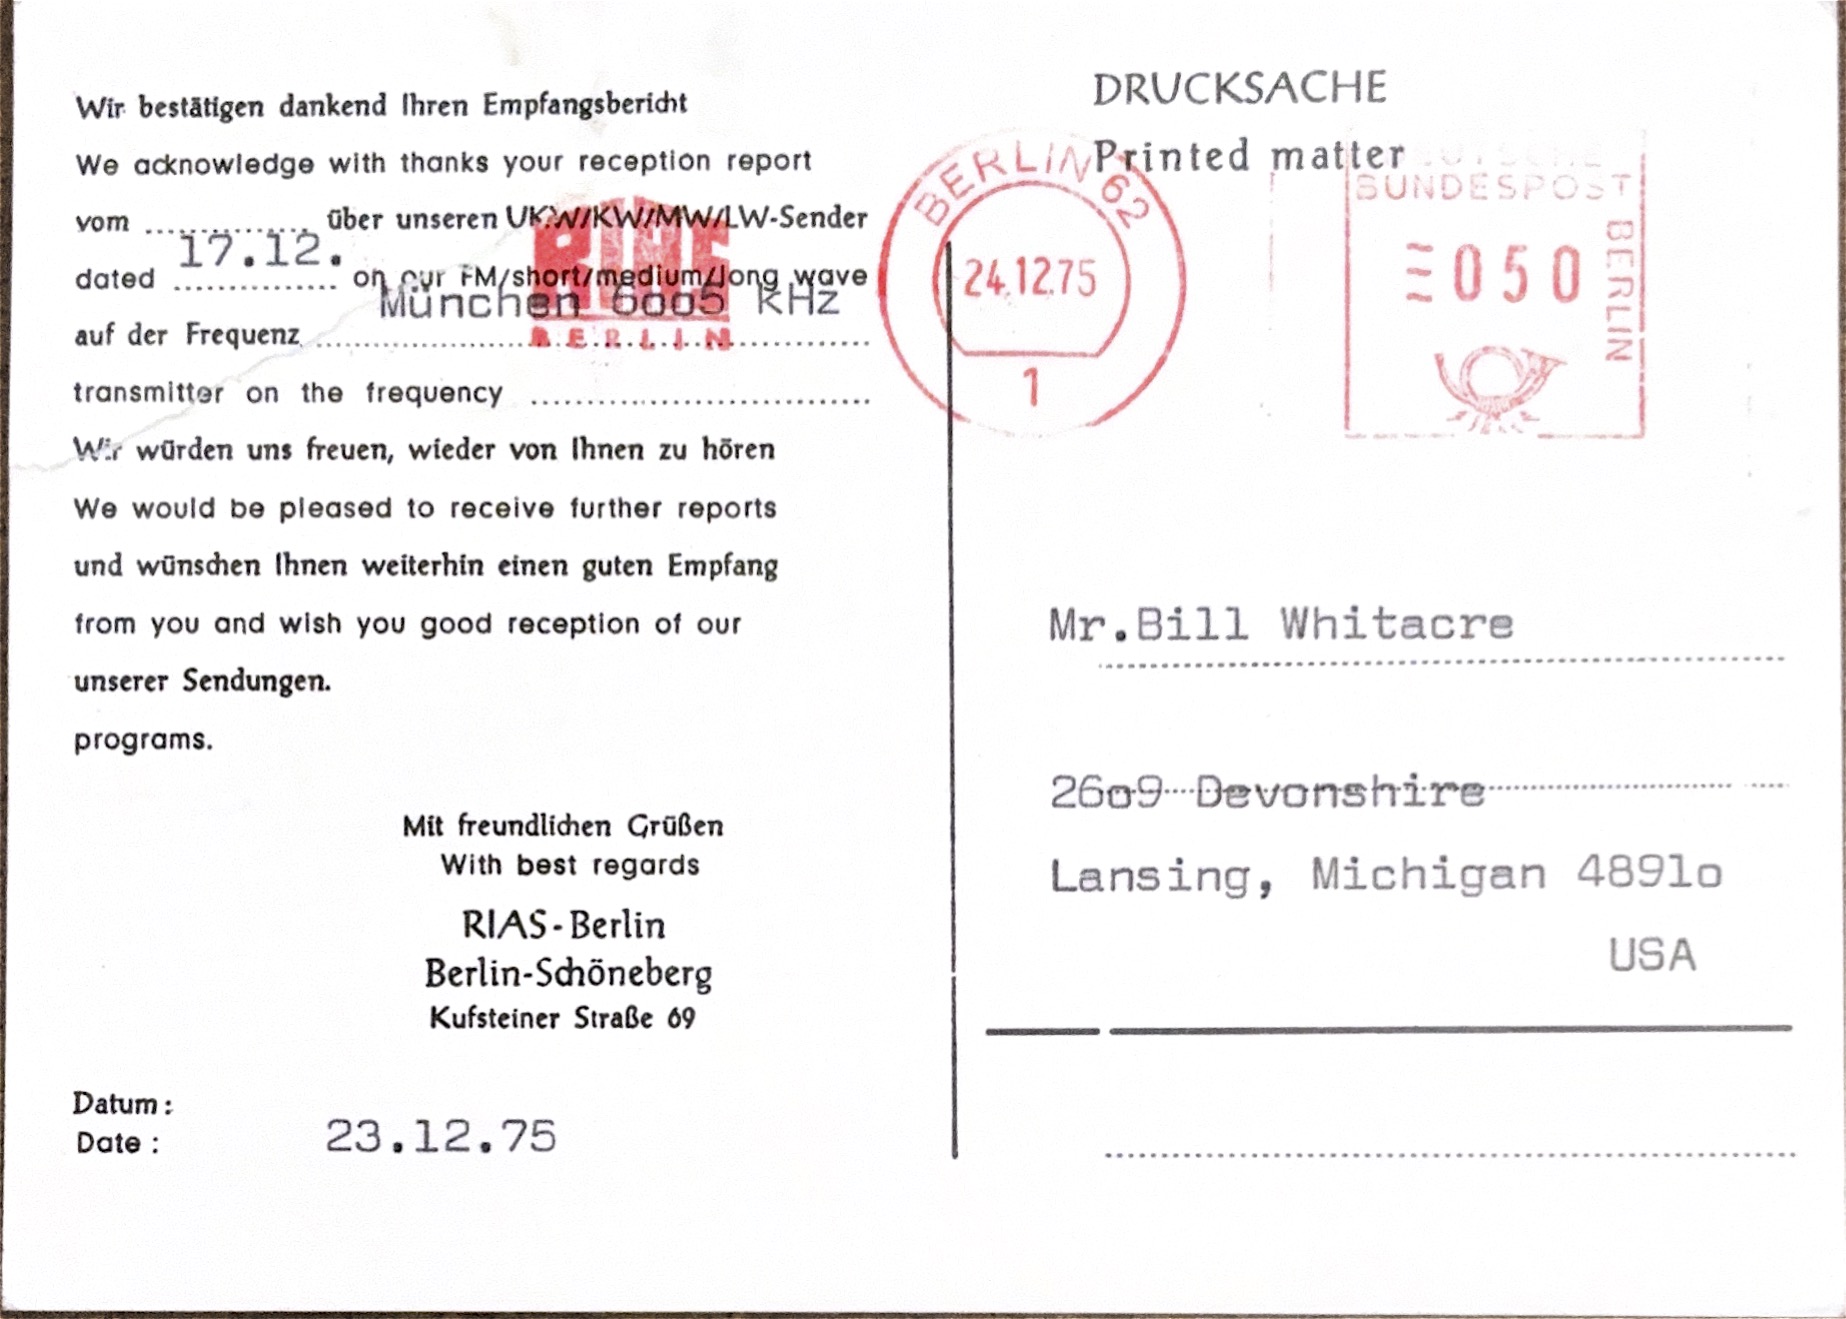 Wir bestätigen dankend Ihren Empfangsbericht
We acknowledge with thanks your reception report
vom .............. über unseren UKW/KW/MW/LW-Sender
17.12.
dated .............. on our FM/short/medium/long wave
München 6005 kHz
auf der Frequenz ..............
transmitter on the frequency ..............
Wir würden uns freuen, wieder von Ihnen zu hören
We would be pleased to receive further reports
und wünschen Ihnen weiterhin einen guten Empfang
from you and wish you good reception of our
unserer Sendungen.
programs.
Mit freundlichen Grüßen
With best regards
RIAS-Berlin
Berlin-Schöneberg
Kufsteiner Straße 69
Datum:
Date: 23.12.75
BERLIN
DRUCKSACHE
Printed matter
BERLIN 62
24.12.75
1
DEUTSCHE
BUNDESPOST
BERLIN
050
Mr.Bill Whitacre
26o9 Devonshire
Lansing, Michigan 4891o
USA